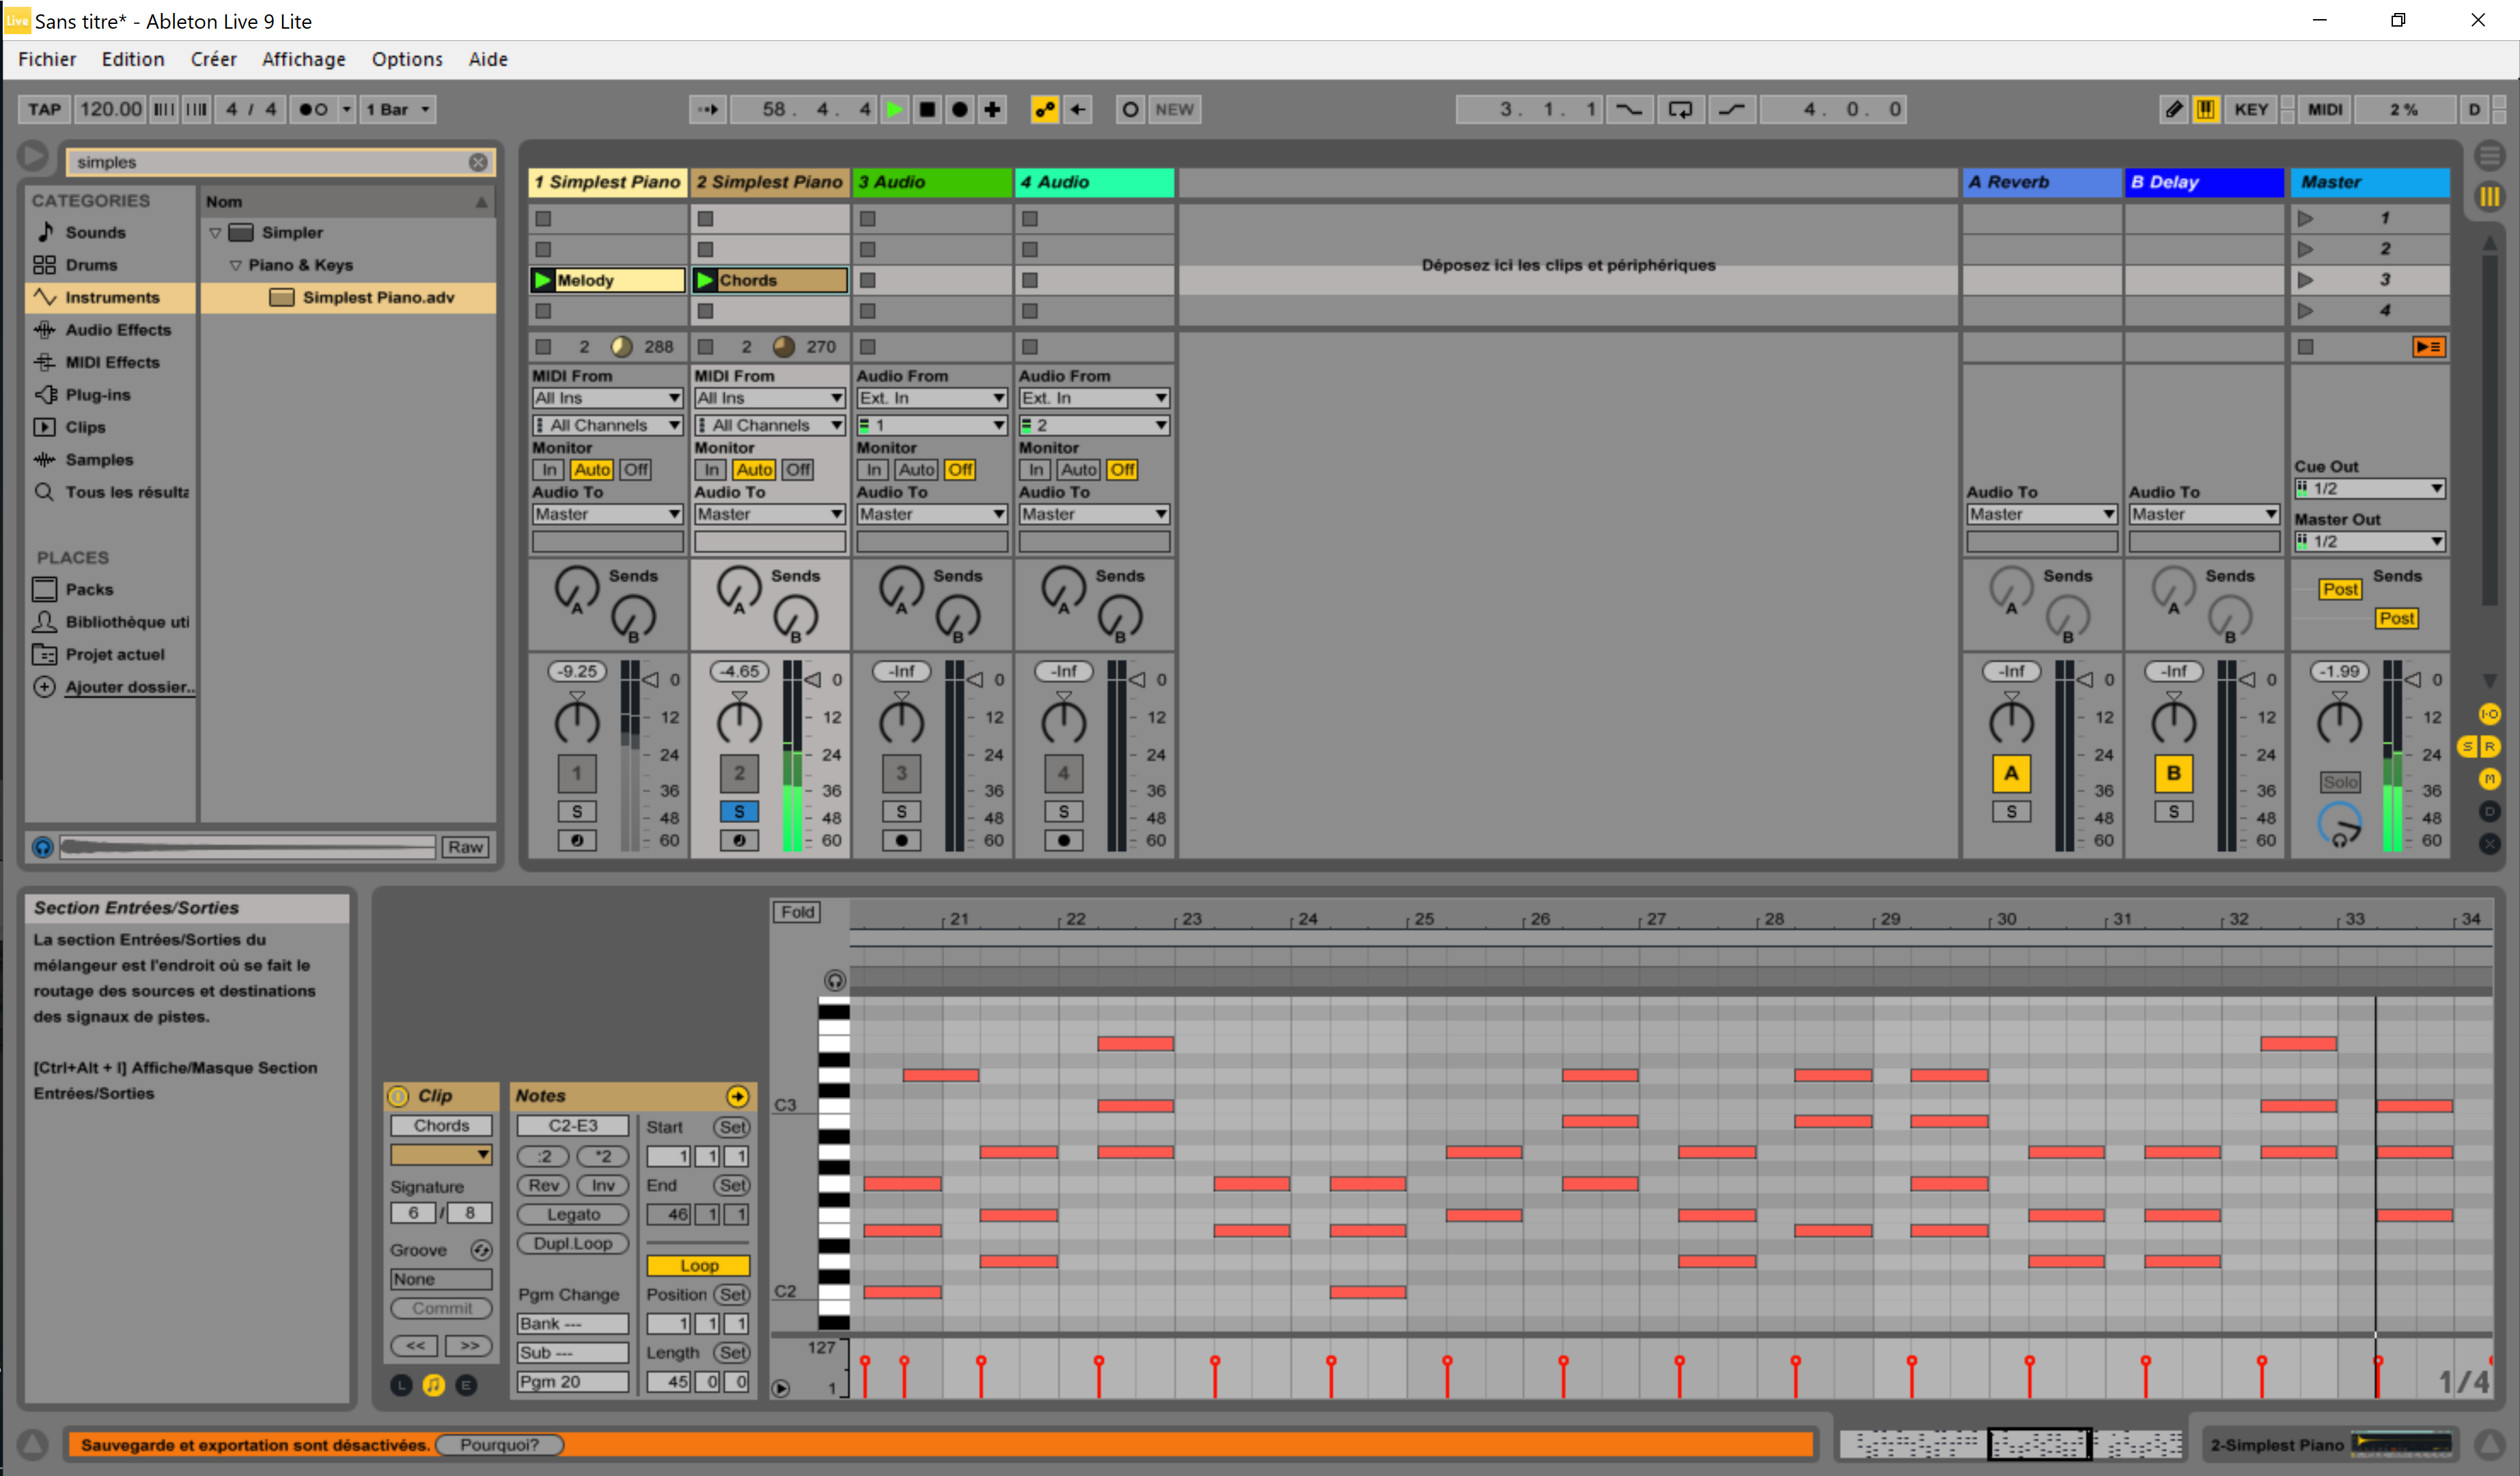 Live Sans titre* - Ableton Live 9 Lite
Fichier Edition Créer Affichage Options Aide
TAP 120.00 4 / 4 1 Bar 58. 4. 4 NEW 3. 1. 1 4. 0. 0 KEY MIDI 2 % D
simples
CATEGORIES
Sounds
Drums
Instruments
Audio Effects
MIDI Effects
Plug-ins
Clips
Samples
Tous les résulta
PLACES
Packs
Bibliothèque uti
Projet actuel
Ajouter dossier..
Nom
Simpler
Piano & Keys
Simplest Piano.adv
Raw
1 Simplest Piano 2 Simplest Piano 3 Audio 4 Audio A Reverb B Delay Master
1
2
Déposez ici les clips et périphériques
Melody Chords 3
4
2 288 2 270
MIDI From MIDI From Audio From Audio From
All Ins All Ins Ext. In Ext. In
All Channels All Channels 1 2
Monitor Monitor Monitor Monitor
In Auto Off In Auto Off In Auto Off In Auto Off Cue Out
1/2
Audio To Audio To Audio To Audio To Audio To Audio To
Master Master Master Master Master Master
Master Out
1/2
Sends Sends Sends Sends Sends Sends Sends
A A A A A A Post
B B B B B B Post
-9.25 -4.65 -Inf -Inf -Inf -Inf -1.99
0 0 0 0 0 0 0
12 12 12 12 12 12 12
24 24 24 24 24 24 24
1 2 3 4 A B Solo
36 36 36 36 36 36 36
S S S S S S
48 48 48 48 48 48 48
60 60 60 60 60 60 60
I-O
S R
M
D
X
Section Entrées/Sorties
La section Entrées/Sorties du
mélangeur est l'endroit où se fait le
routage des sources et destinations
des signaux de pistes.
[Ctrl+Alt + I] Affiche/Masque Section
Entrées/Sorties
Clip
Chords
Signature
6 / 8
Groove
None
Commit
<< >>
L E
Notes
C2-E3
:2 *2
Rev Inv
Legato
Dupl.Loop
Pgm Change
Bank ---
Sub ---
Pgm 20
Start Set
1 1 1
End Set
46 1 1
Loop
Position Set
1 1 1
Length Set
45 0 0
Fold
21 22 23 24 25 26 27 28 29 30 31 32 33 34
C3
C2
127
1
1/4
Sauvegarde et exportation sont désactivées. Pourquoi?
2-Simplest Piano